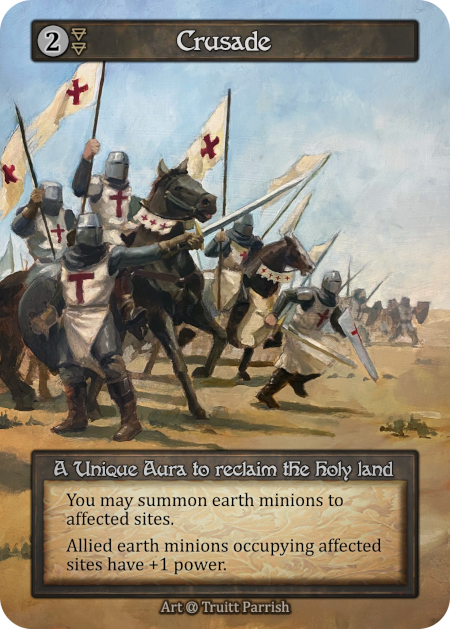 2
Crusade
A Unique Aura to reclaim the holy land
You may summon earth minions to
affected sites.
Allied earth minions occupying affected
sites have +1 power.
Art @ Truitt Parrish